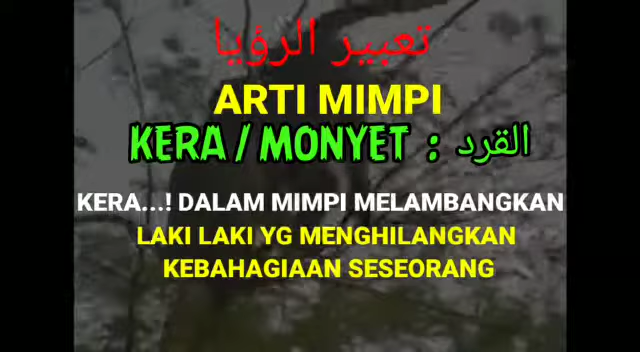 تعبير الرؤيا
ARTI MIMPI
KERA / MONYET : القرد
KERA...! DALAM MIMPI MELAMBANGKAN
LAKI LAKI YG MENGHILANGKAN
KEBAHAGIAAN SESEORANG